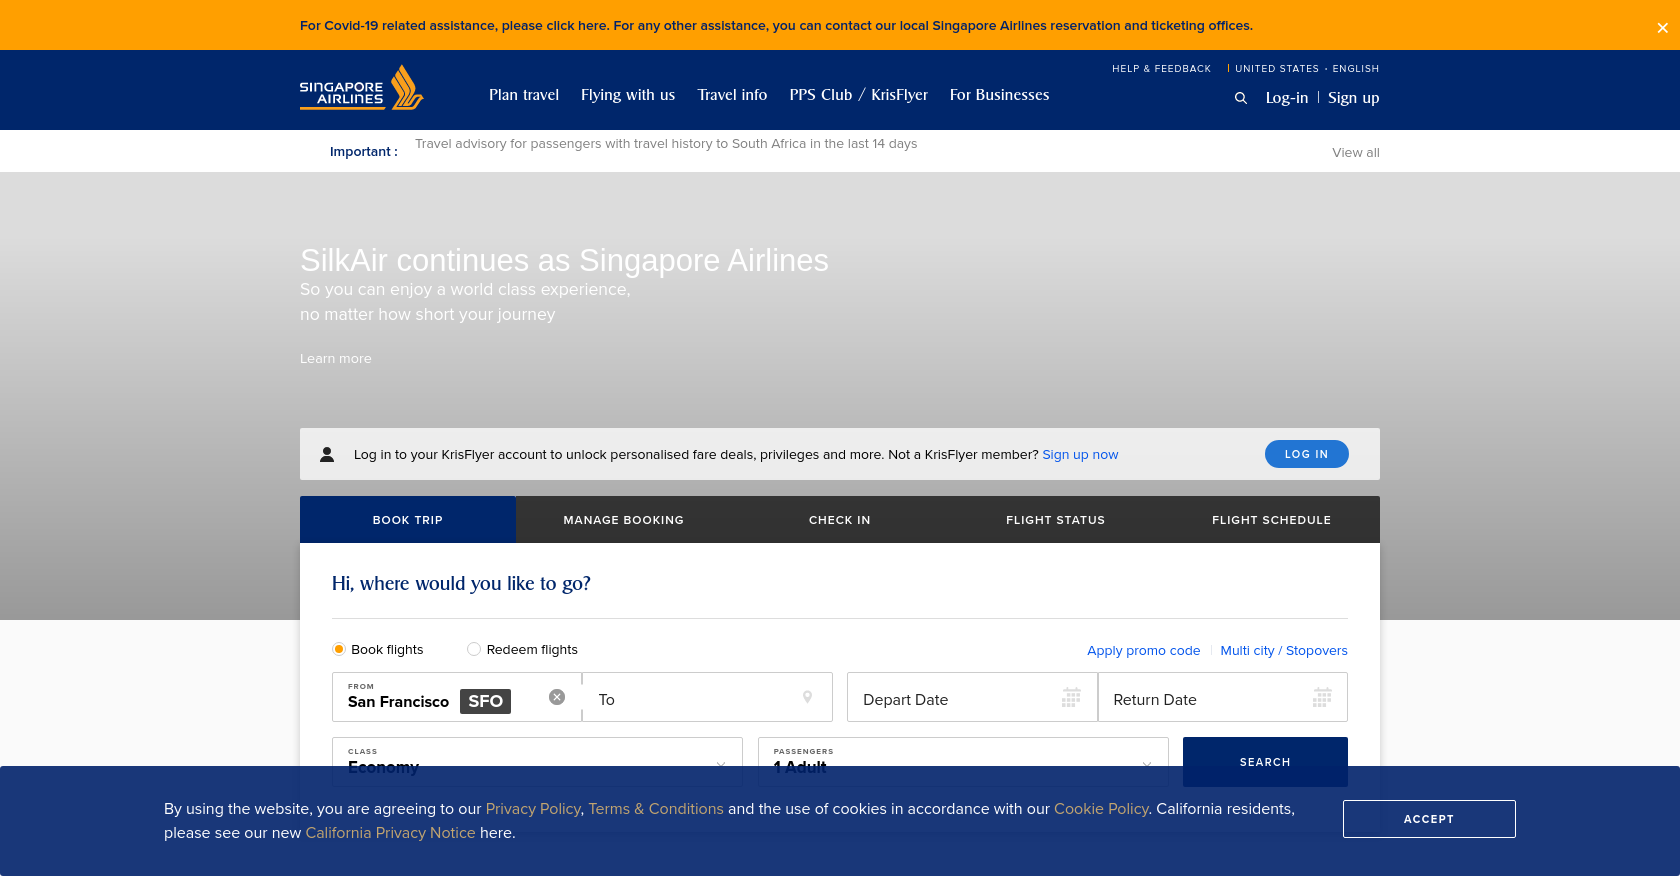 For Covid-19 related assistance, please click here. For any other assistance, you can contact our local Singapore Airlines reservation and ticketing offices.
HELP & FEEDBACK
UNITED STATES - ENGLISH
SINGAPORE
AIRLINES
Plan travel
Flying with us
Travel info
PPS Club / KrisFlyer
For Businesses
Log-in
Sign up
Important :
Travel advisory for passengers with travel history to South Africa in the last 14 days
View all
SilkAir continues as Singapore Airlines
So you can enjoy a world class experience,
no matter how short your journey
Learn more
Log in to your KrisFlyer account to unlock personalised fare deals, privileges and more. Not a KrisFlyer member? Sign up now
LOG IN
BOOK TRIP
MANAGE BOOKING
CHECK IN
FLIGHT STATUS
FLIGHT SCHEDULE
Hi, where would you like to go?
Book flights
Redeem flights
Apply promo code
Multi city / Stopovers
FROM
San Francisco SFO
To
Depart Date
Return Date
CLASS
Economy
PASSENGERS
1 Adult
SEARCH
By using the website, you are agreeing to our Privacy Policy, Terms & Conditions and the use of cookies in accordance with our Cookie Policy. California residents,
please see our new California Privacy Notice here.
ACCEPT